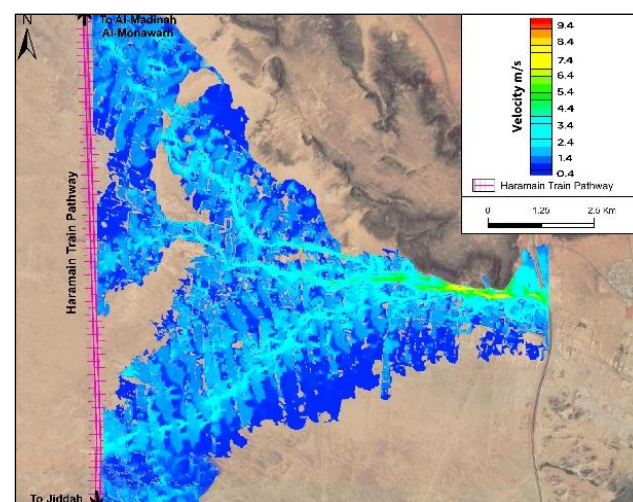 N
To Al-Madinah
Al-Monawarh
Haramain Train Pathway
To Jiddah
Velocity m/s
9.4
8.4
7.4
6.4
5.4
4.4
3.4
2.4
1.4
0.4
Haramain Train Pathway
0 1.25 2.5 Km